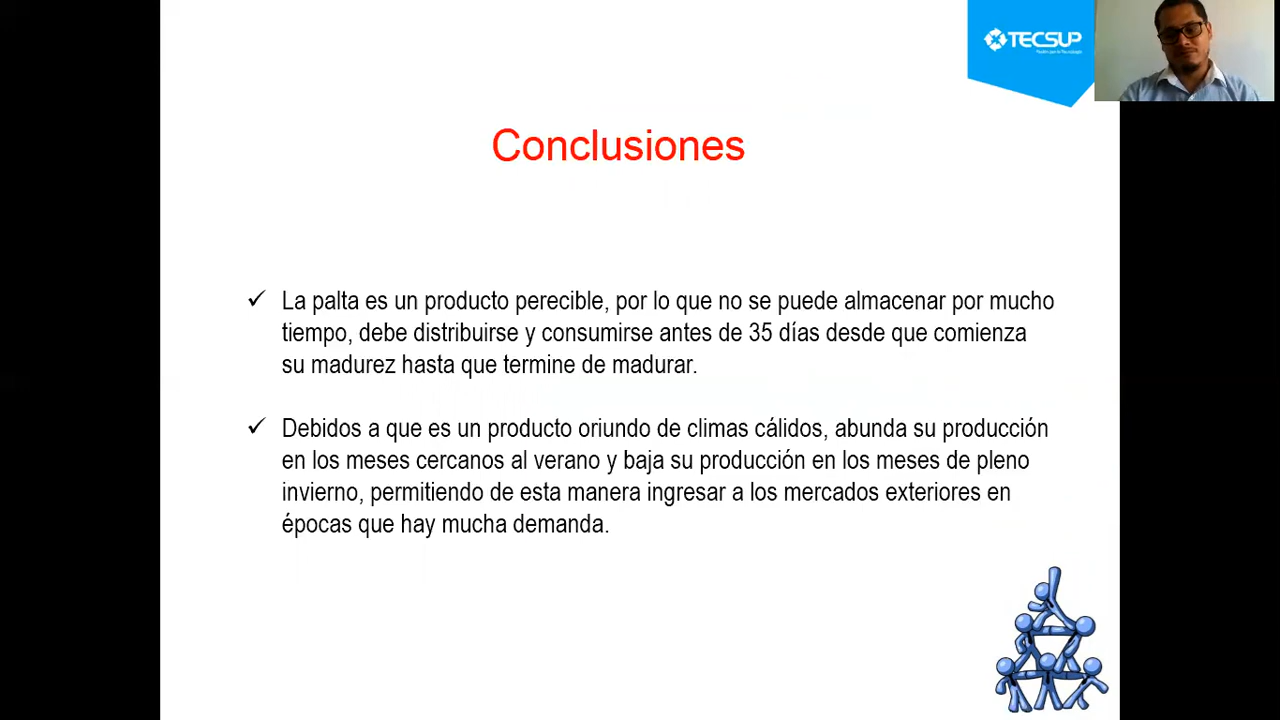 TECSUP
Conclusiones
✓ La palta es un producto perecible, por lo que no se puede almacenar por mucho
tiempo, debe distribuirse y consumirse antes de 35 días desde que comienza
su madurez hasta que termine de madurar.
✓ Debidos a que es un producto oriundo de climas cálidos, abunda su producción
en los meses cercanos al verano y baja su producción en los meses de pleno
invierno, permitiendo de esta manera ingresar a los mercados exteriores en
épocas que hay mucha demanda.